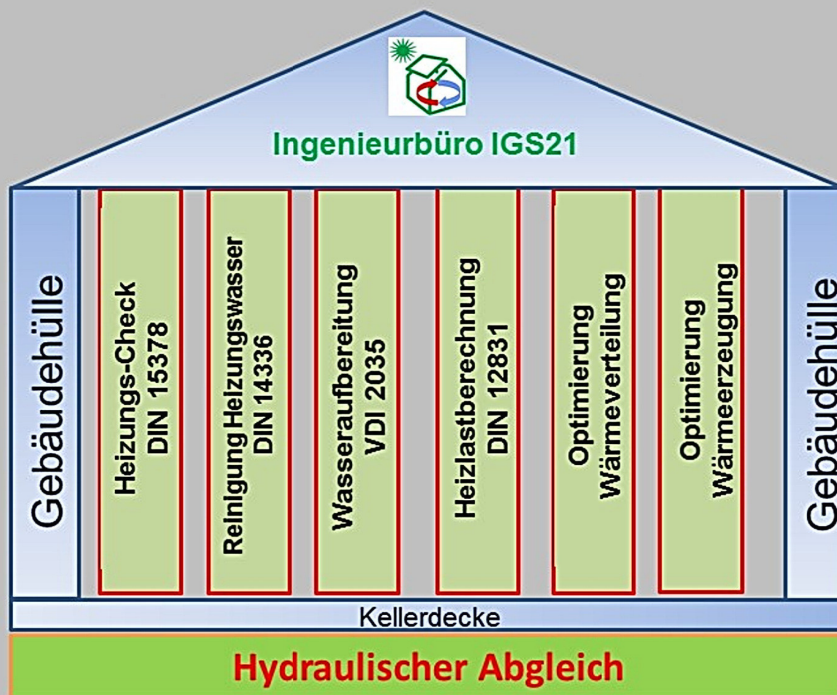 Ingenieurbüro IGS21
Gebäudehülle
Heizungs-Check
DIN 15378
Reinigung Heizungswasser
DIN 14336
Wasseraufbereitung
VDI 2035
Heizlastberechnung
DIN 12831
Optimierung
Wärmeverteilung
Optimierung
Wärmeerzeugung
Gebäudehülle
Kellerdecke
Hydraulischer Abgleich